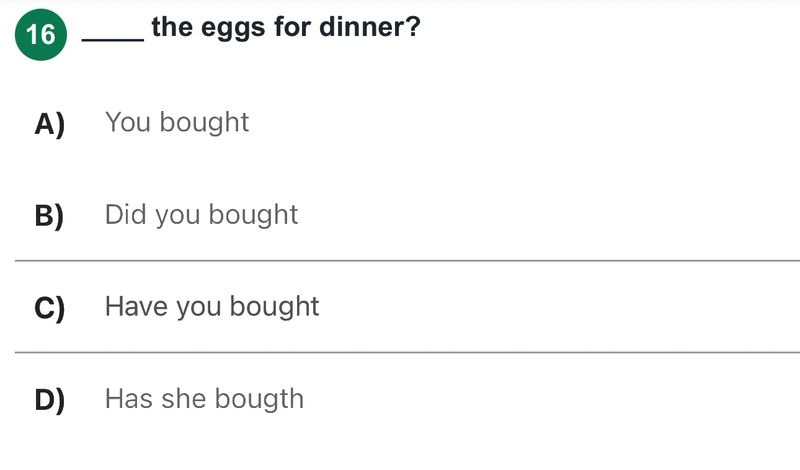 16 ____ the eggs for dinner?
A) You bought
B) Did you bought
C) Have you bought
D) Has she bougth